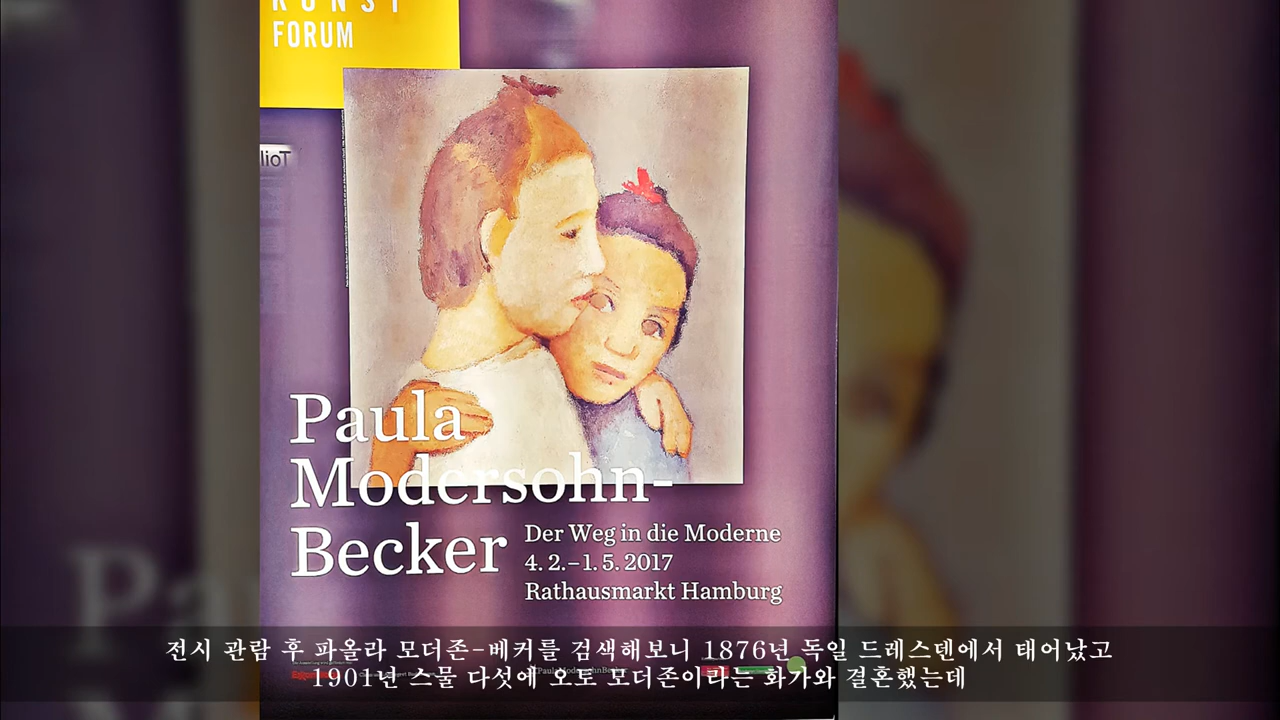 KUNST
FORUM
Paula
Modersohn-
Becker
Der Weg in die Moderne
4. 2.–1. 5. 2017
Rathausmarkt Hamburg
전시 관람 후 파올라 모더존-베커를 검색해보니 1876년 독일 드레스덴에서 태어났고
1901년 스물 다섯에 오토 모더존이라는 화가와 결혼했는데